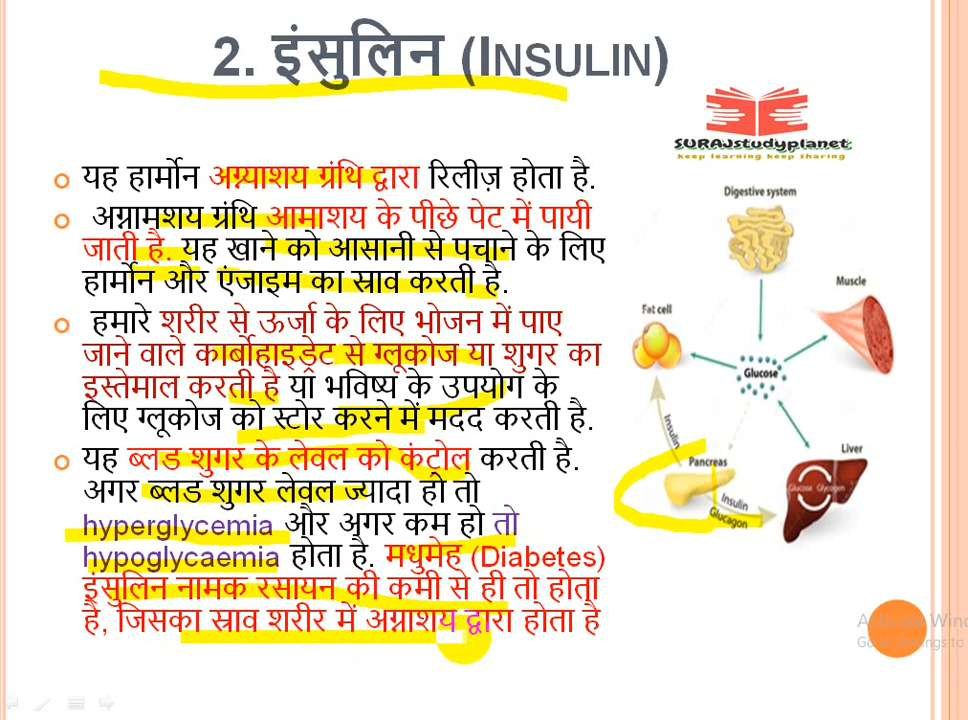 2. इंसुलिन (INSULIN)
SURAJstudyplanet
keep learning keep sharing
यह हार्मोन अग्न्याशय ग्रंथि द्वारा रिलीज़ होता है.
अग्नामशय ग्रंथि आमाशय के पीछे पेट में पायी
जाती है. यह खाने को आसानी से पचाने के लिए
हार्मोन और एंजाइम का स्राव करती है.
हमारे शरीर से ऊर्जा के लिए भोजन में पाए
जाने वाले कार्बोहाइड्रेट से ग्लूकोज या शुगर का
इस्तेमाल करती है या भविष्य के उपयोग के
लिए ग्लूकोज को स्टोर करने में मदद करती है.
यह ब्लड शुगर के लेवल को कंट्रोल करती है.
अगर ब्लड शुगर लेवल ज्यादा हो तो
hyperglycemia और अगर कम हो तो
hypoglycaemia होता है. मधुमेह (Diabetes)
इंसुलिन नामक रसायन की कमी से ही तो होता
है, जिसका स्राव शरीर में अग्नाशय द्वारा होता है
Digestive system
Muscle
Fat cell
Glucose
Insulin
Pancreas
Liver
Glucose Glycogen
Insulin
Glucagon